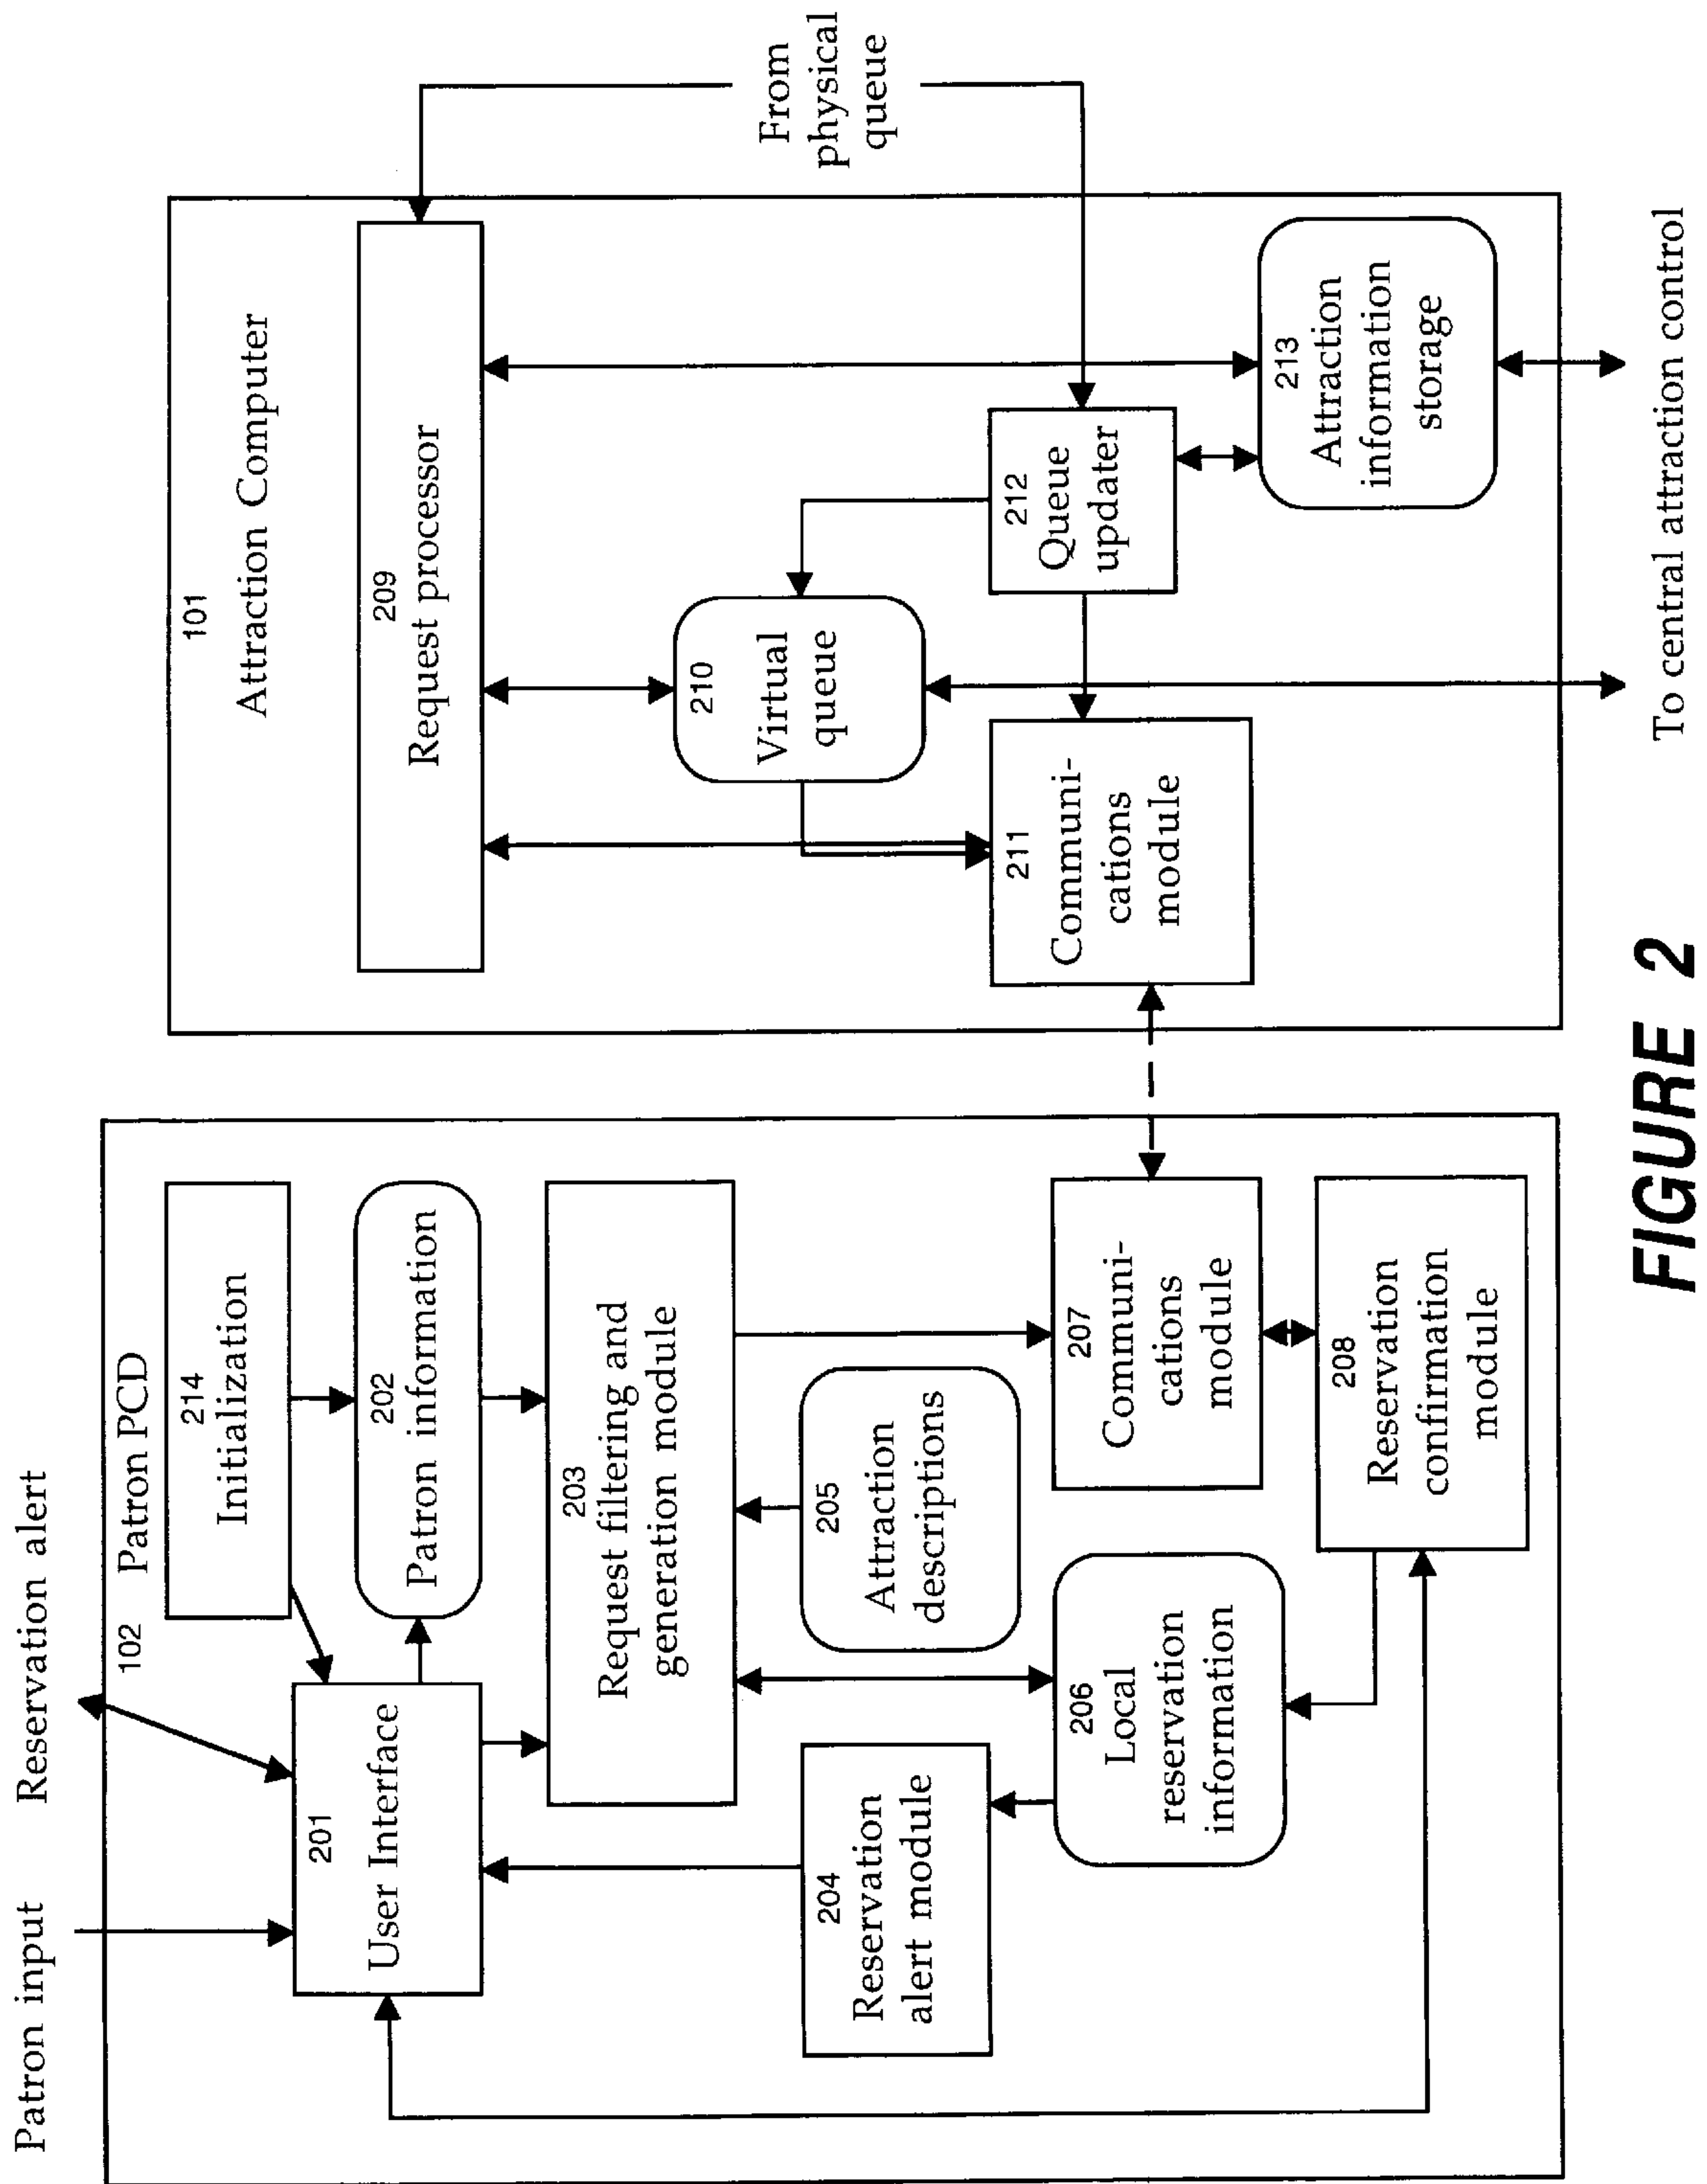 Patron input
Reservation alert
102
Patron PCD
214
Initialization
201
User Interface
202
Patron information
203
Request filtering and
generation module
204
Reservation
alert module
205
Attraction
descriptions
206
Local
reservation
information
207
Communi-
cations
module
208
Reservation
confirmation
module
101
Attraction Computer
209
Request processor
From
physical
queue
210
Virtual
queue
212
Queue
updater
211
Communi-
cations
module
213
Attraction
information
storage
To central attraction control
FIGURE 2